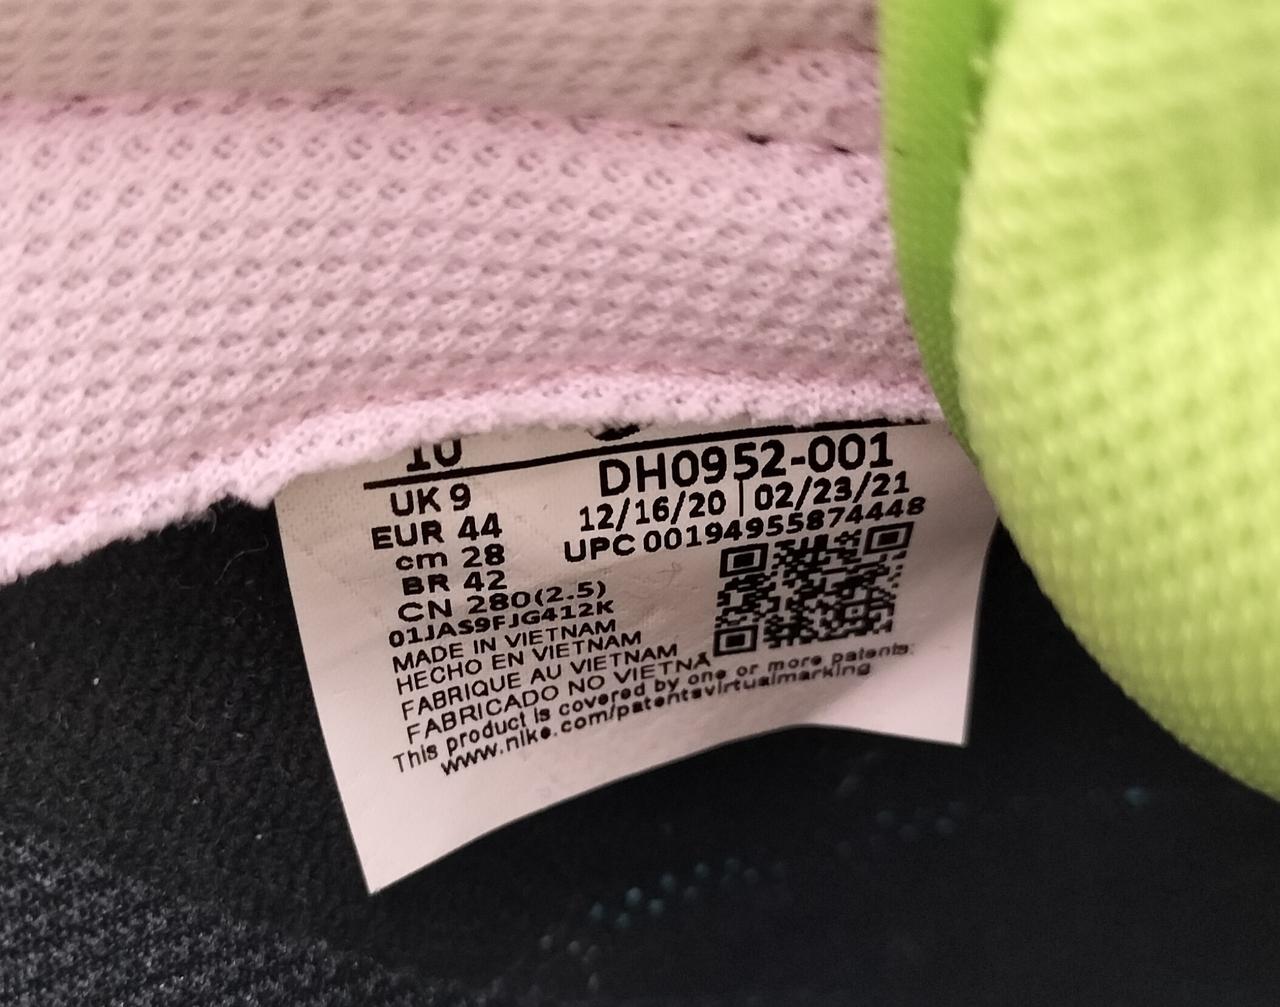 10
UK 9
EUR 44
cm 28
BR 42
CN 280(2.5)
01JAS9FJG412K
MADE IN VIETNAM
HECHO EN VIETNAM
FABRIQUE AU VIETNAM
FABRICADO NO VIETNÃ
This product is covered by one or more patents:
www.nike.com/patentsvirtualmarking
DH0952-001
12/16/20 | 02/23/21
UPC 00194955874448